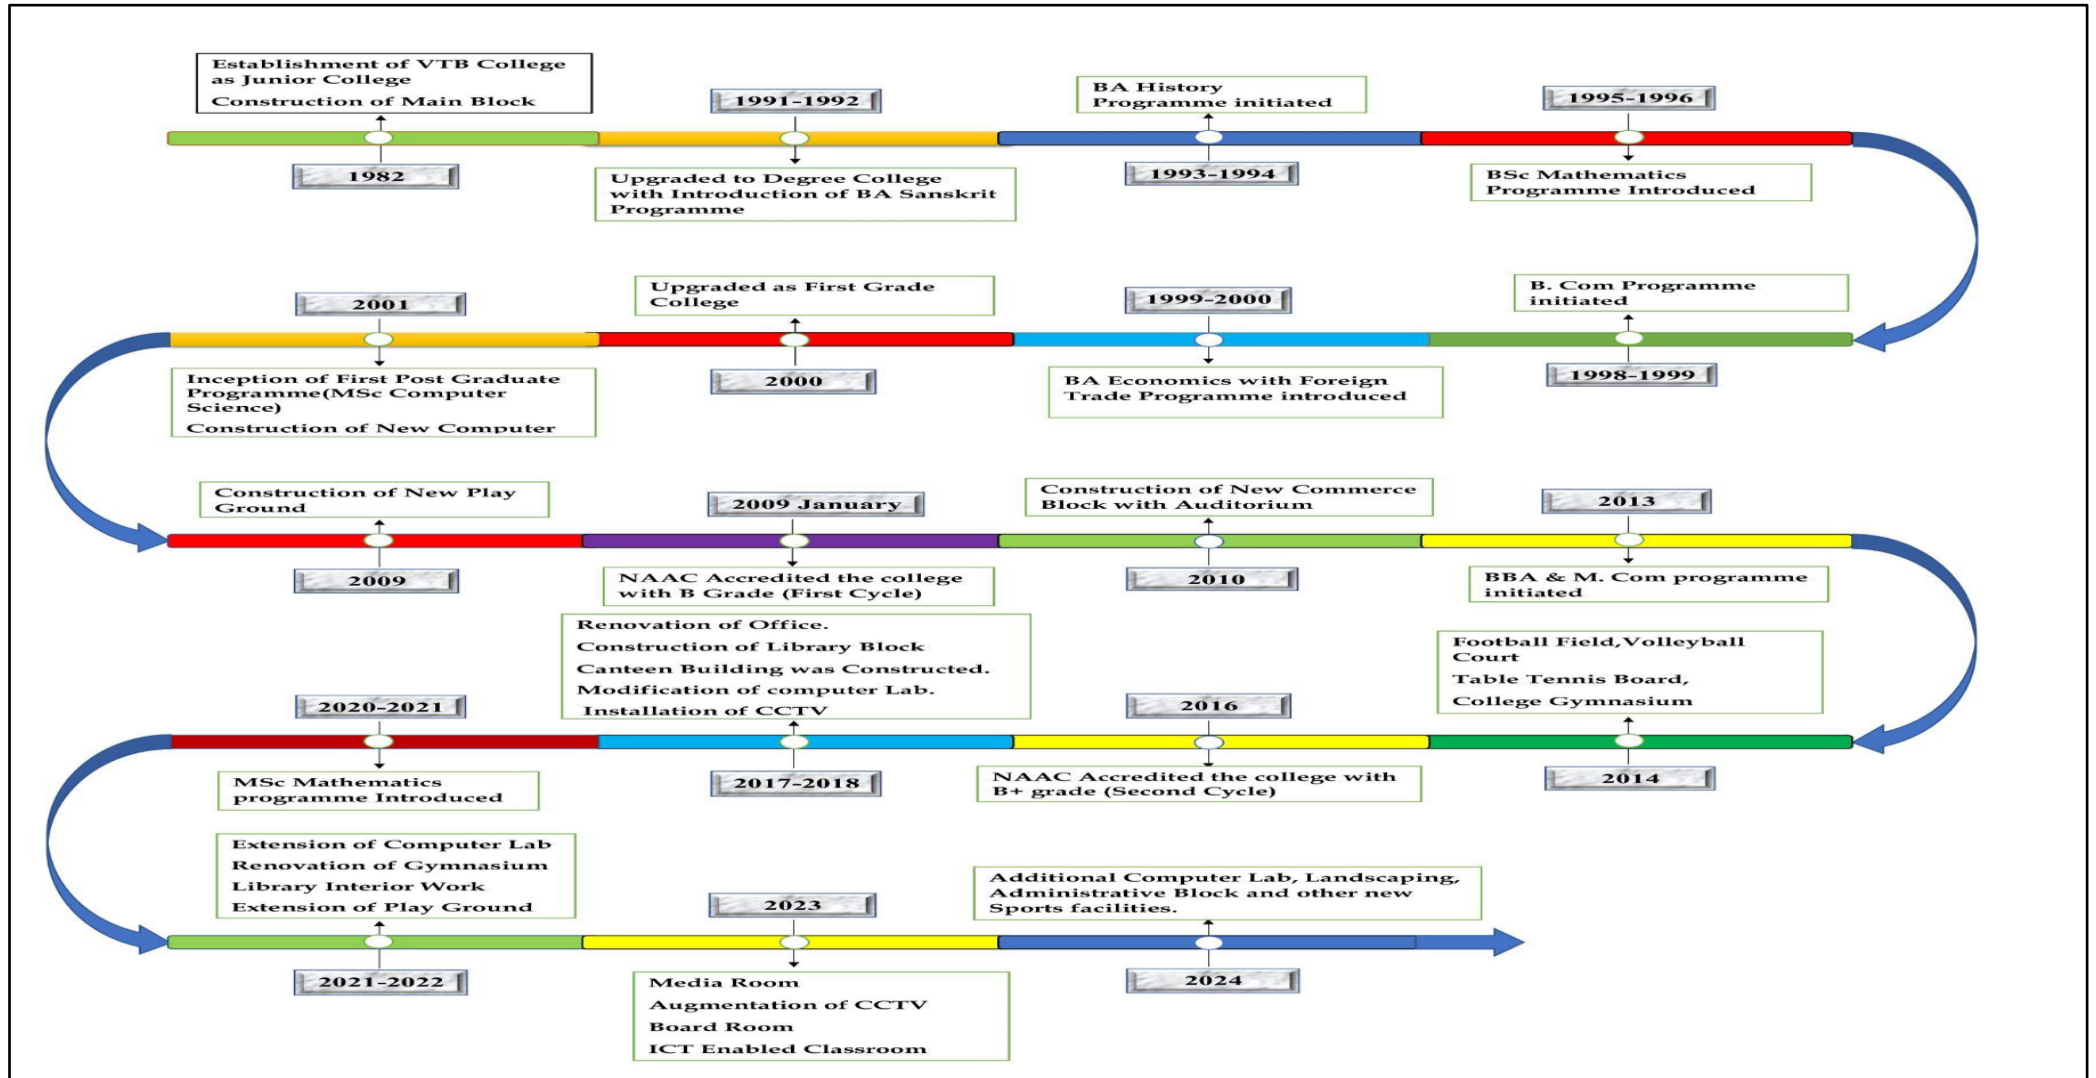 Establishment of VTB College
as Junior College
Construction of Main Block
1982
1991-1992
Upgraded to Degree College
with Introduction of BA Sanskrit
Programme
BA History
Programme initiated
1993-1994
1995-1996
BSc Mathematics
Programme Introduced
B. Com Programme
initiated
1998-1999
1999-2000
BA Economics with Foreign
Trade Programme introduced
Upgraded as First Grade
College
2000
2001
Inception of First Post Graduate
Programme(MSc Computer
Science)
Construction of New Computer
Construction of New Play
Ground
2009
2009 January
NAAC Accredited the college
with B Grade (First Cycle)
Construction of New Commerce
Block with Auditorium
2010
2013
BBA & M. Com programme
initiated
Football Field,Volleyball
Court
Table Tennis Board,
College Gymnasium
2014
2016
NAAC Accredited the college with
B+ grade (Second Cycle)
Renovation of Office.
Construction of Library Block
Canteen Building was Constructed.
Modification of computer Lab.
Installation of CCTV
2017-2018
2020-2021
MSc Mathematics
programme Introduced
Extension of Computer Lab
Renovation of Gymnasium
Library Interior Work
Extension of Play Ground
2021-2022
2023
Media Room
Augmentation of CCTV
Board Room
ICT Enabled Classroom
Additional Computer Lab, Landscaping,
Administrative Block and other new
Sports facilities.
2024